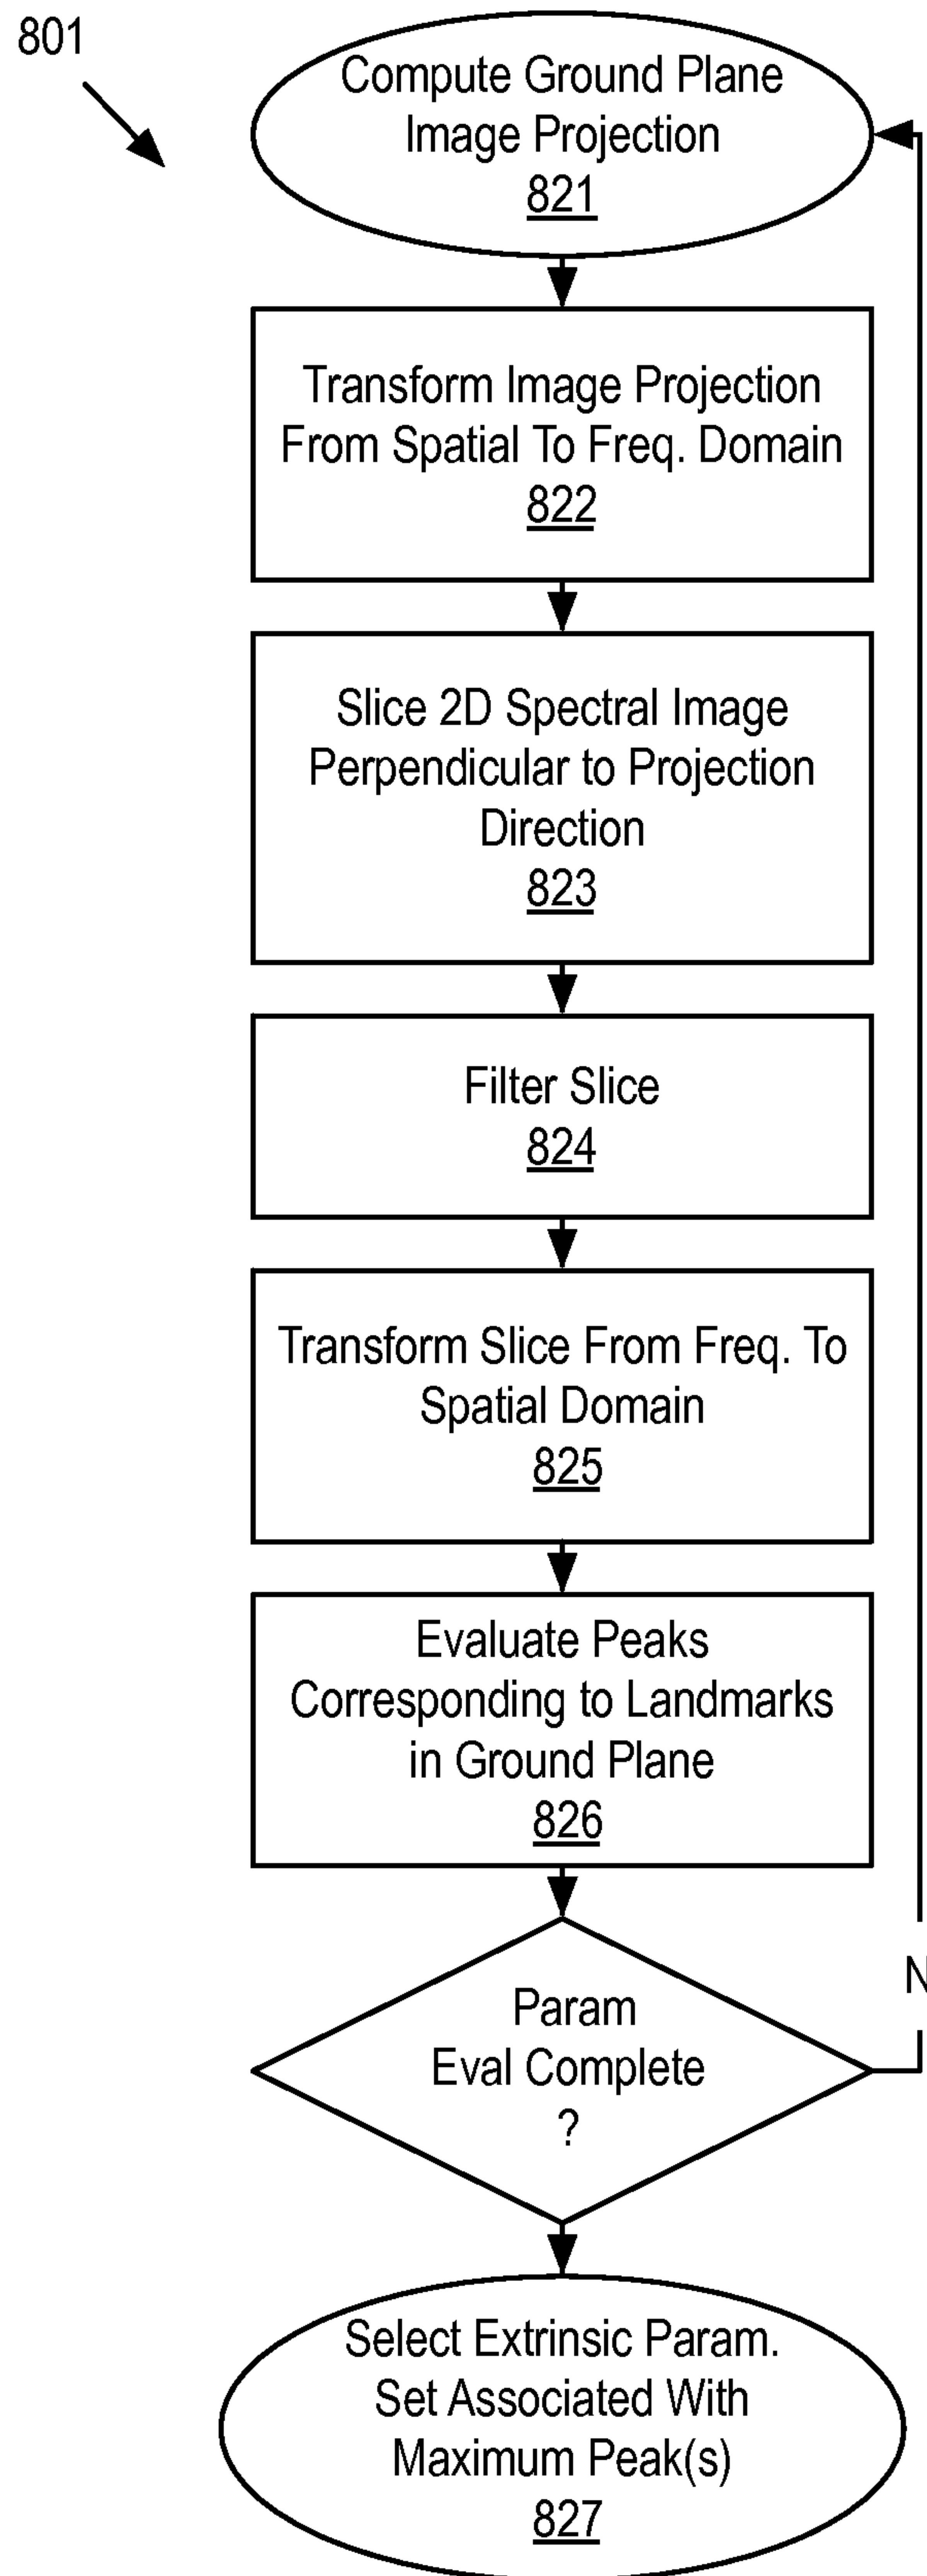 801
Compute Ground Plane
Image Projection
821
Transform Image Projection
From Spatial To Freq. Domain
822
Slice 2D Spectral Image
Perpendicular to Projection
Direction
823
Filter Slice
824
Transform Slice From Freq. To
Spatial Domain
825
Evaluate Peaks
Corresponding to Landmarks
in Ground Plane
826
N
Param
Eval Complete
?
Select Extrinsic Param.
Set Associated With
Maximum Peak(s)
827